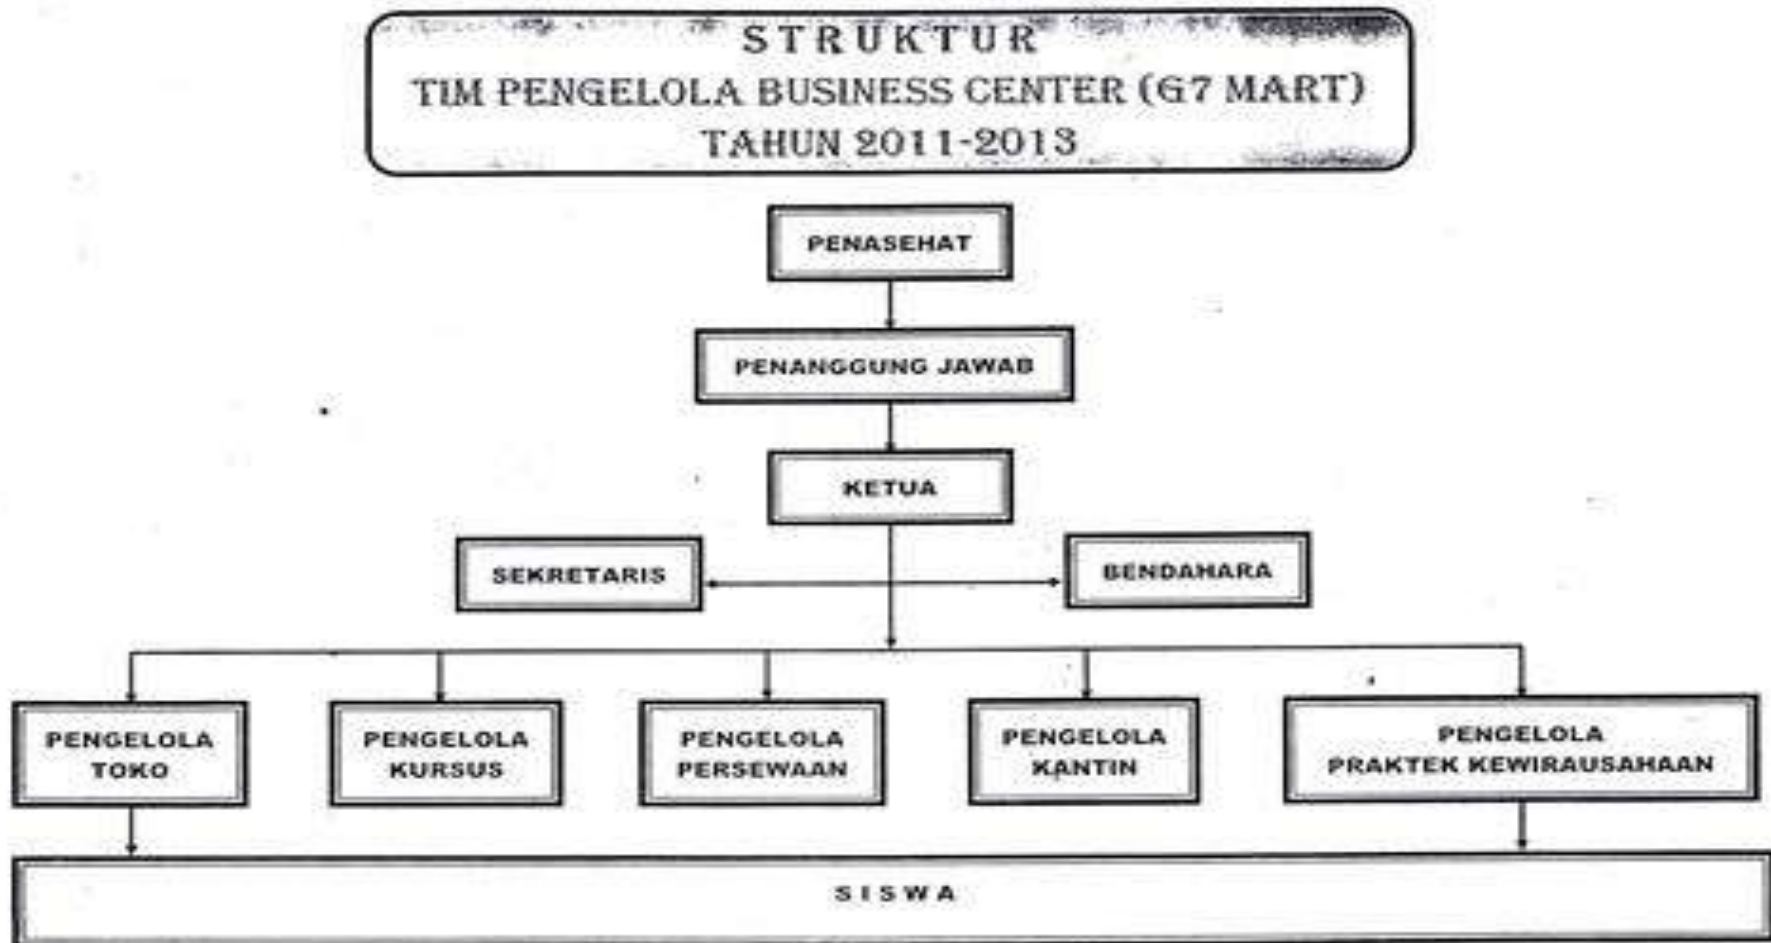 STRUKTUR
TIM PENGELOLA BUSINESS CENTER (G7 MART)
TAHUN 2011-2013
PENASEHAT
PENANGGUNG JAWAB
KETUA
SEKRETARIS
BENDAHARA
PENGELOLA
TOKO
PENGELOLA
KURSUS
PENGELOLA
PERSEWAAN
PENGELOLA
KANTIN
PENGELOLA
PRAKTEK KEWIRAUSAHAAN
SISWA